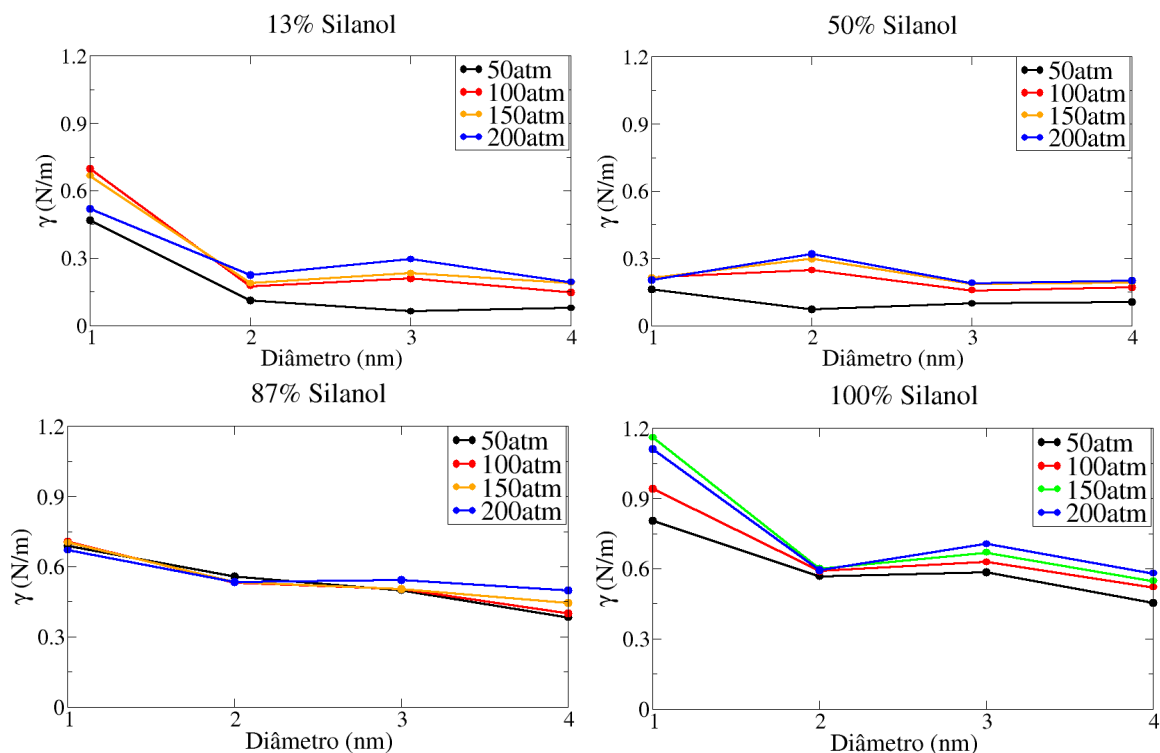 13% Silanol
1.2
0.9
0.6
0.3
0
γ (N/m)
50atm
100atm
150atm
200atm
1 2 3 4
Diâmetro (nm)
50% Silanol
1.2
0.9
0.6
0.3
0
γ (N/m)
50atm
100atm
150atm
200atm
1 2 3 4
Diâmetro (nm)
87% Silanol
1.2
0.9
0.6
0.3
0
γ (N/m)
50atm
100atm
150atm
200atm
1 2 3 4
Diâmetro (nm)
100% Silanol
1.2
0.9
0.6
0.3
0
γ (N/m)
50atm
100atm
150atm
200atm
1 2 3 4
Diâmetro (nm)